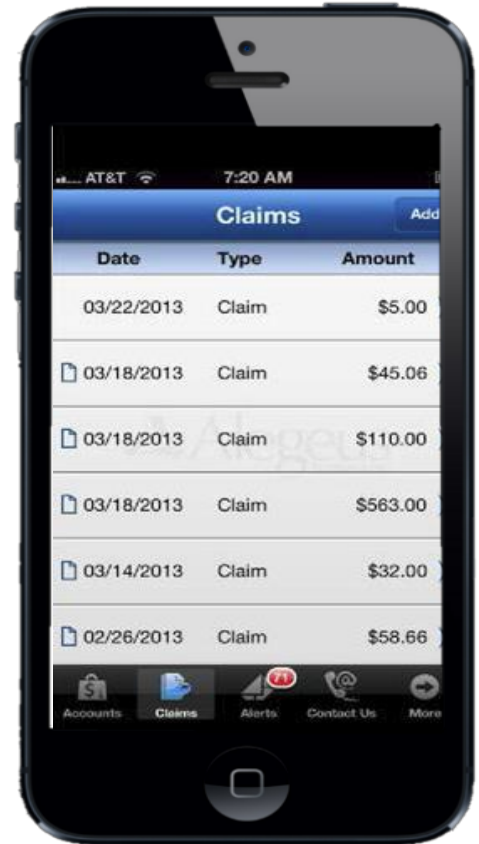 AT&T 7:20 AM
Claims Add
Date Type Amount
03/22/2013 Claim $5.00
03/18/2013 Claim $45.06
03/18/2013 Claim $110.00
Alegeus
03/18/2013 Claim $563.00
03/14/2013 Claim $32.00
02/26/2013 Claim $58.66
71
Accounts Claims Alerts Contact Us More